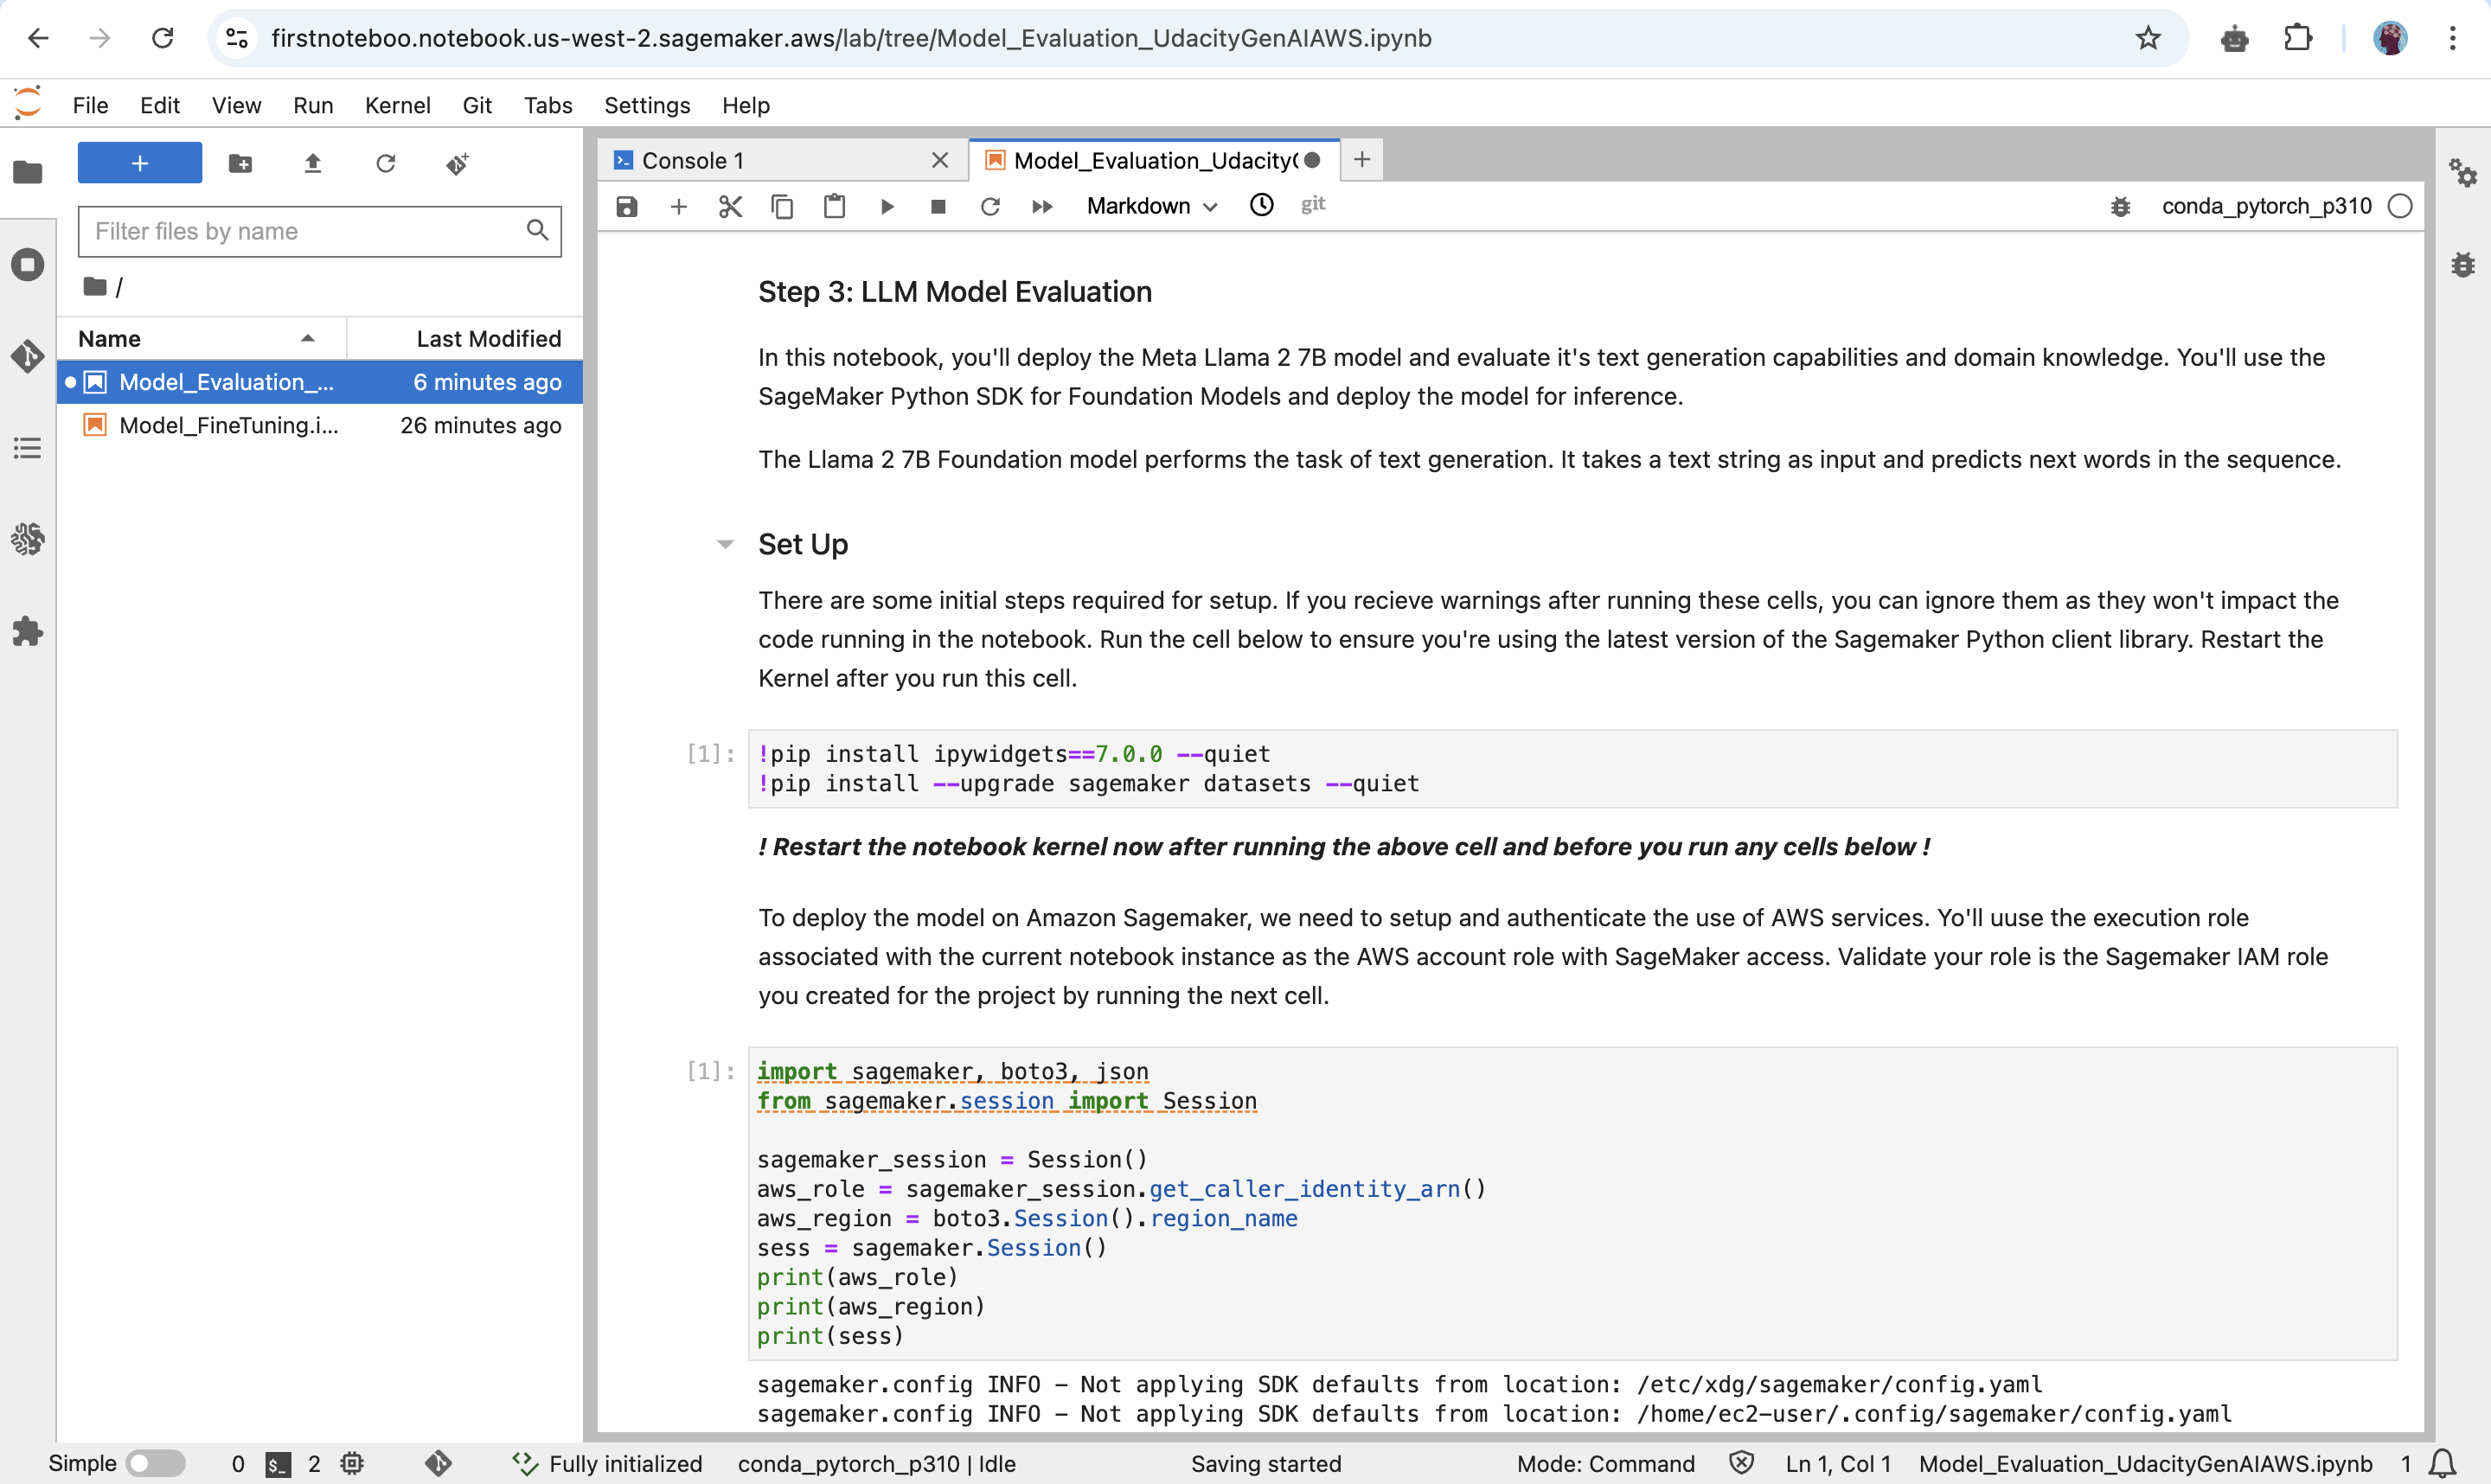 firstnoteboo.notebook.us-west-2.sagemaker.aws/lab/tree/Model_Evaluation_UdacityGenAIAWS.ipynb
File Edit View Run Kernel Git Tabs Settings Help
+
Filter files by name
/
Name Last Modified
Model_Evaluation_... 6 minutes ago
Model_FineTuning.i... 26 minutes ago
Console 1 Model_Evaluation_Udacity(
Markdown git conda_pytorch_p310
Step 3: LLM Model Evaluation
In this notebook, you'll deploy the Meta Llama 2 7B model and evaluate it's text generation capabilities and domain knowledge. You'll use the
SageMaker Python SDK for Foundation Models and deploy the model for inference.
The Llama 2 7B Foundation model performs the task of text generation. It takes a text string as input and predicts next words in the sequence.
Set Up
There are some initial steps required for setup. If you recieve warnings after running these cells, you can ignore them as they won't impact the
code running in the notebook. Run the cell below to ensure you're using the latest version of the Sagemaker Python client library. Restart the
Kernel after you run this cell.
[1]: !pip install ipywidgets==7.0.0 --quiet
!pip install --upgrade sagemaker datasets --quiet
! Restart the notebook kernel now after running the above cell and before you run any cells below !
To deploy the model on Amazon Sagemaker, we need to setup and authenticate the use of AWS services. Yo'll uuse the execution role
associated with the current notebook instance as the AWS account role with SageMaker access. Validate your role is the Sagemaker IAM role
you created for the project by running the next cell.
[1]: import sagemaker, boto3, json
from sagemaker.session import Session
sagemaker_session = Session()
aws_role = sagemaker_session.get_caller_identity_arn()
aws_region = boto3.Session().region_name
sess = sagemaker.Session()
print(aws_role)
print(aws_region)
print(sess)
sagemaker.config INFO - Not applying SDK defaults from location: /etc/xdg/sagemaker/config.yaml
sagemaker.config INFO - Not applying SDK defaults from location: /home/ec2-user/.config/sagemaker/config.yaml
Simple 0 $_ 2 Fully initialized conda_pytorch_p310 | Idle Saving started Mode: Command Ln 1, Col 1 Model_Evaluation_UdacityGenAIAWS.ipynb 1